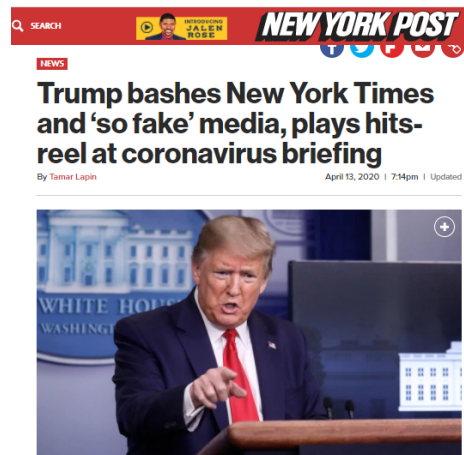 SEARCH
INTRODUCING
JALEN
ROSE
NEW YORK POST
NEWS
Trump bashes New York Times
and ‘so fake’ media, plays hits-
reel at coronavirus briefing
By Tamar Lapin
April 13, 2020 | 7:14pm | Updated
WHITE HOUS
WASHINGT